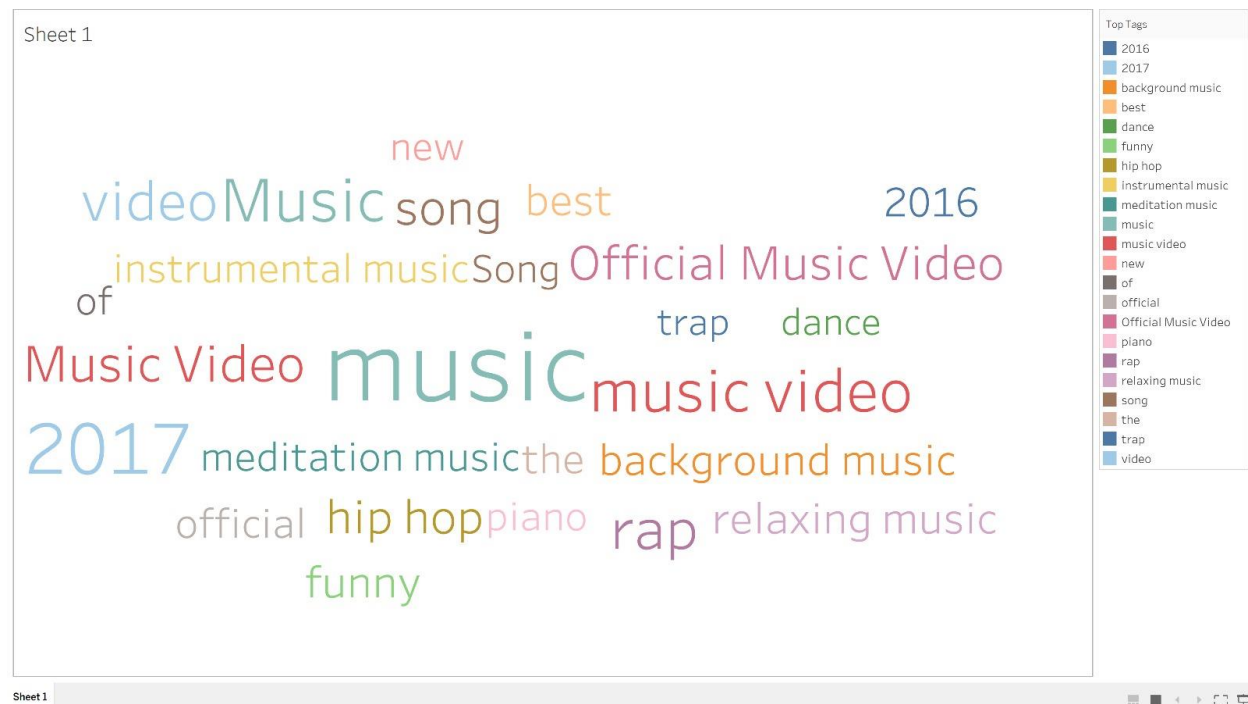 Sheet 1
new
video Music song best 2016
instrumental music Song Official Music Video
of
trap dance
Music Video music music video
2017 meditation music the background music
official hip hop piano rap relaxing music
funny
Top Tags
2016
2017
background music
best
dance
funny
hip hop
instrumental music
meditation music
music
music video
new
of
official
Official Music Video
piano
rap
relaxing music
song
the
trap
video
Sheet 1